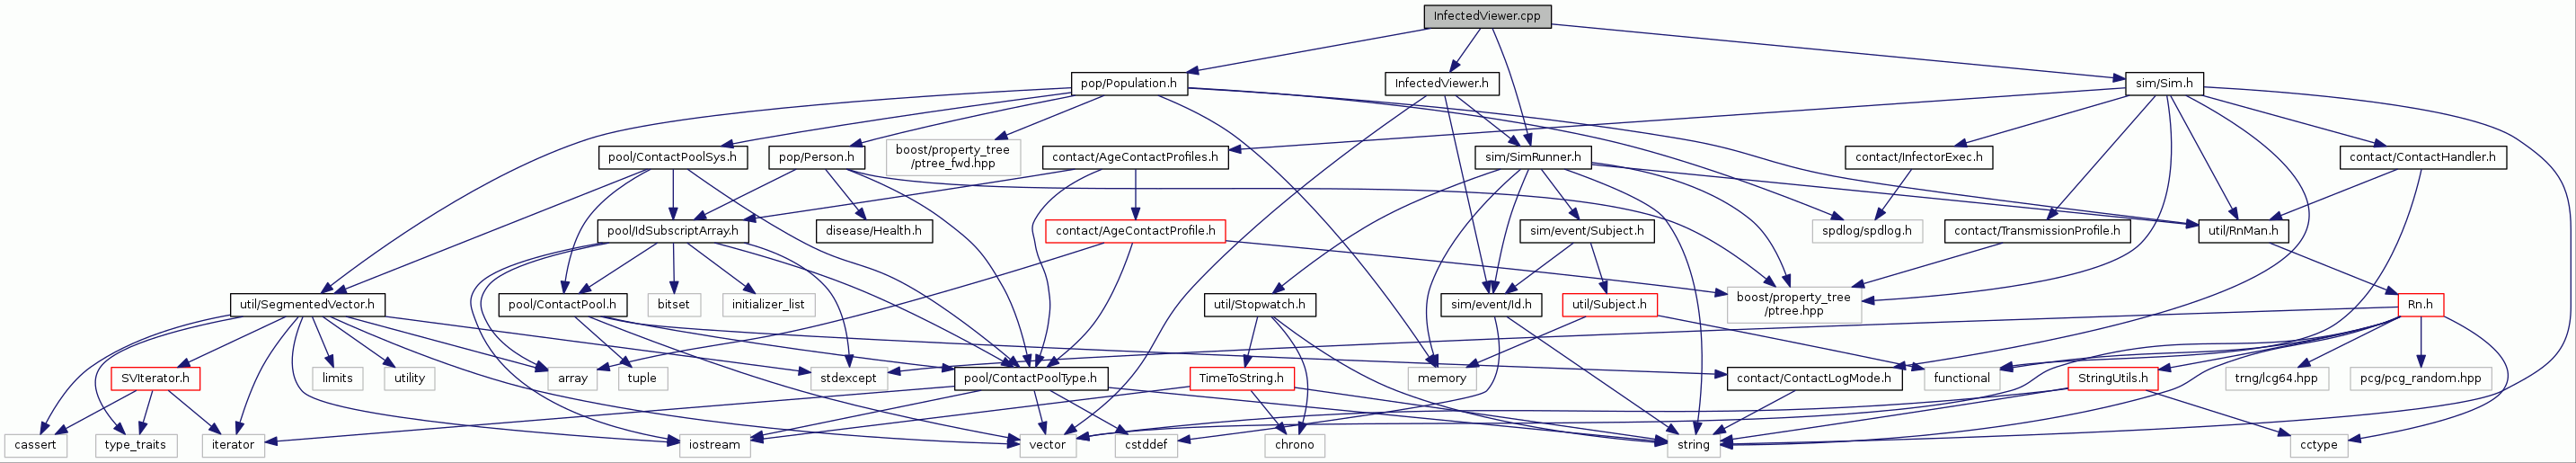 InfectedViewer.cpp
pop/Population.h
InfectedViewer.h
sim/Sim.h
pool/ContactPoolSys.h
pop/Person.h
boost/property_tree
/ptree_fwd.hpp
contact/AgeContactProfiles.h
sim/SimRunner.h
contact/InfectorExec.h
contact/ContactHandler.h
pool/IdSubscriptArray.h
disease/Health.h
contact/AgeContactProfile.h
sim/event/Subject.h
spdlog/spdlog.h
contact/TransmissionProfile.h
util/RnMan.h
util/SegmentedVector.h
pool/ContactPool.h
bitset
initializer_list
util/Stopwatch.h
sim/event/Id.h
util/Subject.h
boost/property_tree
/ptree.hpp
Rn.h
SVIterator.h
limits
utility
array
tuple
stdexcept
pool/ContactPoolType.h
TimeToString.h
memory
contact/ContactLogMode.h
functional
StringUtils.h
trng/lcg64.hpp
pcg/pcg_random.hpp
cassert
type_traits
iterator
iostream
vector
cstddef
chrono
string
cctype